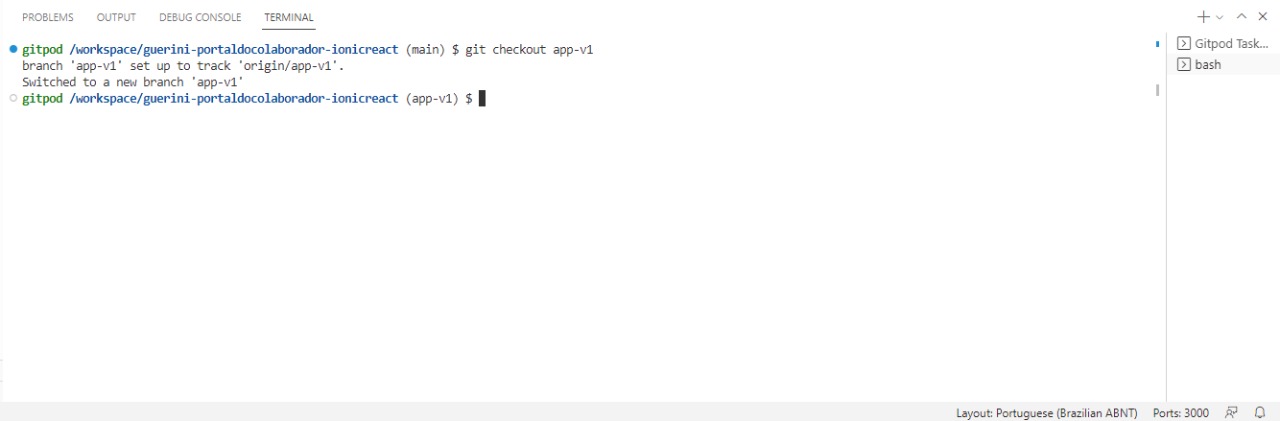 PROBLEMS OUTPUT DEBUG CONSOLE TERMINAL
gitpod /workspace/guerini-portaldocolaborador-ionicreact (main) $ git checkout app-v1
branch 'app-v1' set up to track 'origin/app-v1'.
Switched to a new branch 'app-v1'
gitpod /workspace/guerini-portaldocolaborador-ionicreact (app-v1) $
Gitpod Task...
bash
Layout: Portuguese (Brazilian ABNT) Ports: 3000